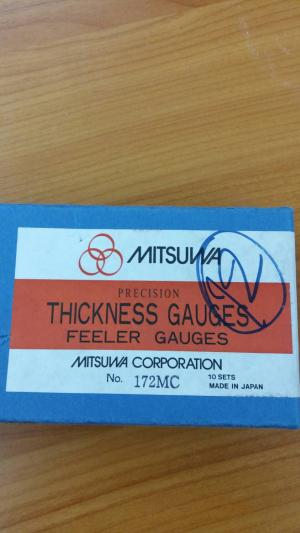 MITSUWA
PRECISION
THICKNESS GAUGES
FEELER GAUGES
MITSUWA CORPORATION
No. 172MC 10 SETS
MADE IN JAPAN